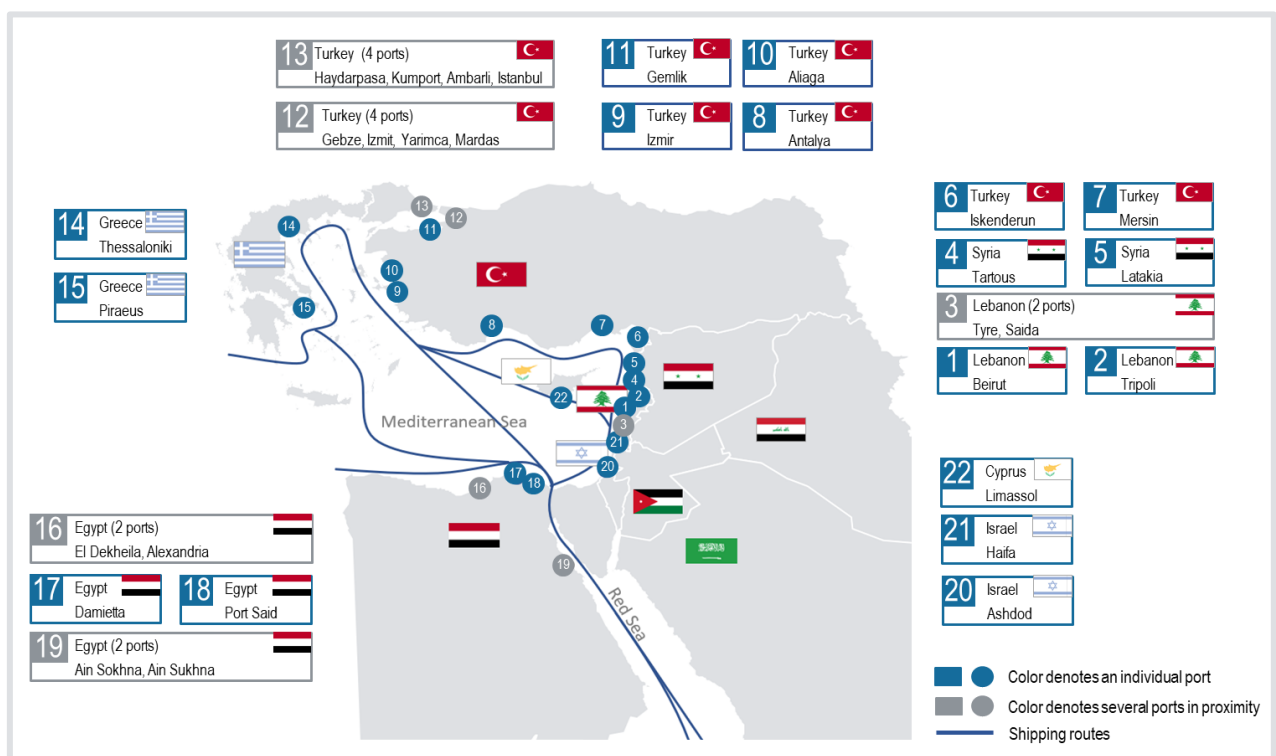 13 Turkey (4 ports)
Haydarpasa, Kumport, Ambarli, Istanbul
11 Turkey
Gemlik
10 Turkey
Aliaga
12 Turkey (4 ports)
Gebze, Izmit, Yarimca, Mardas
9 Turkey
Izmir
8 Turkey
Antalya
14 Greece
Thessaloniki
15 Greece
Piraeus
6 Turkey
Iskenderun
7 Turkey
Mersin
4 Syria
Tartous
5 Syria
Latakia
3 Lebanon (2 ports)
Tyre, Saida
1 Lebanon
Beirut
2 Lebanon
Tripoli
13
12
11
14
10
9
15
8
7
6
5
4
2
22
1
3
Mediterranean Sea
21
20
17
18
16
19
Red Sea
22 Cyprus
Limassol
21 Israel
Haifa
20 Israel
Ashdod
16 Egypt (2 ports)
El Dekheila, Alexandria
17 Egypt
Damietta
18 Egypt
Port Said
19 Egypt (2 ports)
Ain Sokhna, Ain Sukhna
Color denotes an individual port
Color denotes several ports in proximity
Shipping routes